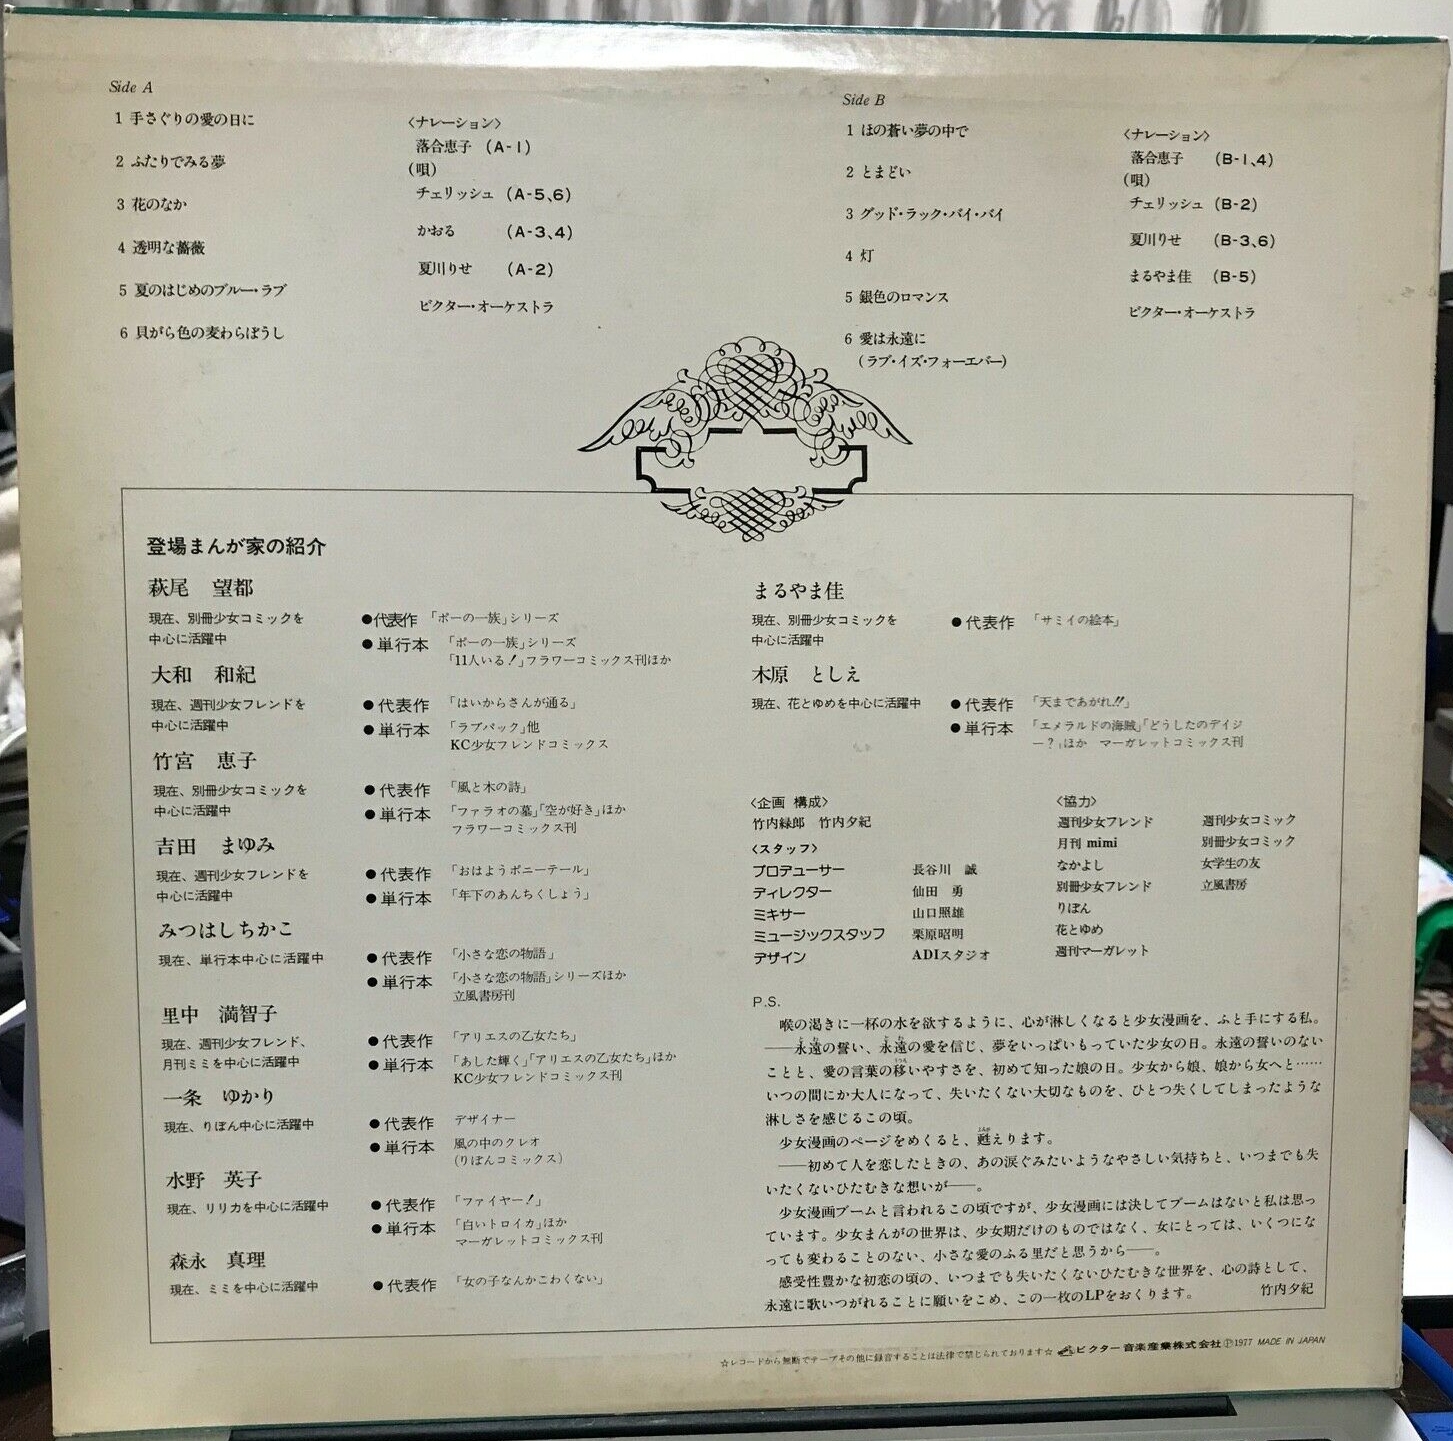 Side A
1 手さぐりの愛の日に
2 ふたりでみる夢
3 花のなか
4 透明な薔薇
5 夏のはじめのブルー・ラブ
6 貝がら色の麦わらぼうし
〈ナレーション〉
落合恵子 (A-1)
(唄)
チェリッシュ (A-5、6)
かおる (A-3、4)
夏川りせ (A-2)
ビクター・オーケストラ
Side B
1 ほの蒼い夢の中で
2 とまどい
3 グッド・ラック・バイ・バイ
4 灯
5 銀色のロマンス
6 愛は永遠に
(ラブ・イズ・フォーエバー)
〈ナレーション〉
落合恵子 (B-1、4)
(唄)
チェリッシュ (B-2)
夏川りせ (B-3、6)
まるやま佳 (B-5)
ビクター・オーケストラ
登場まんが家の紹介
萩尾 望都
現在、別冊少女コミックを
中心に活躍中
●代表作 「ポーの一族」シリーズ
●単行本 「ポーの一族」シリーズ
「11人いる!」フラワーコミックス刊ほか
大和 和紀
現在、週刊少女フレンドを
中心に活躍中
●代表作 「はいからさんが通る」
●単行本 「ラブパック」他
KC少女フレンドコミックス
竹宮 恵子
現在、別冊少女コミックを
中心に活躍中
●代表作 「風と木の詩」
●単行本 「ファラオの墓」「空が好き」ほか
フラワーコミックス刊
吉田 まゆみ
現在、週刊少女フレンドを
中心に活躍中
●代表作 「おはようポニーテール」
●単行本 「年下のあんちくしょう」
みつはしちかこ
現在、単行本中心に活躍中
●代表作 「小さな恋の物語」
●単行本 「小さな恋の物語」シリーズほか
立風書房刊
里中 満智子
現在、週刊少女フレンド、
月刊ミミを中心に活躍中
●代表作 「アリエスの乙女たち」
●単行本 「あした輝く」「アリエスの乙女たち」ほか
KC少女フレンドコミックス刊
一条 ゆかり
現在、りぼん中心に活躍中
●代表作 デザイナー
●単行本 風の中のクレオ
(りぼんコミックス)
水野 英子
現在、リリカを中心に活躍中
●代表作 「ファイヤー!」
●単行本 「白いトロイカ」ほか
マーガレットコミックス刊
森永 真理
現在、ミミを中心に活躍中
●代表作 「女の子なんかこわくない」
まるやま佳
現在、別冊少女コミックを
中心に活躍中
●代表作 「サミイの絵本」
木原 としえ
現在、花とゆめを中心に活躍中
●代表作 「天まであがれ!!」
●単行本 「エメラルドの海賊」「どうしたのデイジ
ー?」ほか マーガレットコミックス刊
〈企画 構成〉
竹内緑郎 竹内夕紀
〈スタッフ〉
プロデューサー 長谷川 誠
ディレクター 仙田 勇
ミキサー 山口照雄
ミュージックスタッフ 栗原昭明
デザイン ADIスタジオ
〈協力〉
週刊少女フレンド 週刊少女コミック
月刊 mimi 別冊少女コミック
なかよし 女学生の友
別冊少女フレンド 立風書房
りぼん
花とゆめ
週刊マーガレット
P.S.
喉の渇きに一杯の水を欲するように、心が淋しくなると少女漫画を、ふと手にする私。
——永遠の誓い、永遠の愛を信じ、夢をいっぱいもっていた少女の日。永遠の誓いのない
ことと、愛の言葉の移いやすさを、初めて知った娘の日。少女から娘、娘から女へと……
いつの間にか大人になって、失いたくない大切なものを、ひとつ失くしてしまったような
淋しさを感じるこの頃。
少女漫画のページをめくると、甦えります。
——初めて人を恋したときの、あの涙ぐみたいようなやさしい気持ちと、いつまでも失
いたくないひたむきな想いが——。
少女漫画ブームと言われるこの頃ですが、少女漫画には決してブームはないと私は思っ
ています。少女まんがの世界は、少女期だけのものではなく、女にとっては、いくつにな
っても変わることのない、小さな愛のふる里だと思うから——。
感受性豊かな初恋の頃の、いつまでも失いたくないひたむきな世界を、心の詩として、
永遠に歌いつがれることに願いをこめ、この一枚のLPをおくります。 竹内夕紀
☆レコードから無断でテープその他に録音することは法律で禁じられております☆ ビクター音楽産業株式会社 Ⓟ1977 MADE IN JAPAN